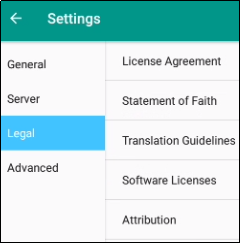 Settings
General
Server
Legal
Advanced
License Agreement
Statement of Faith
Translation Guidelines
Software Licenses
Attribution